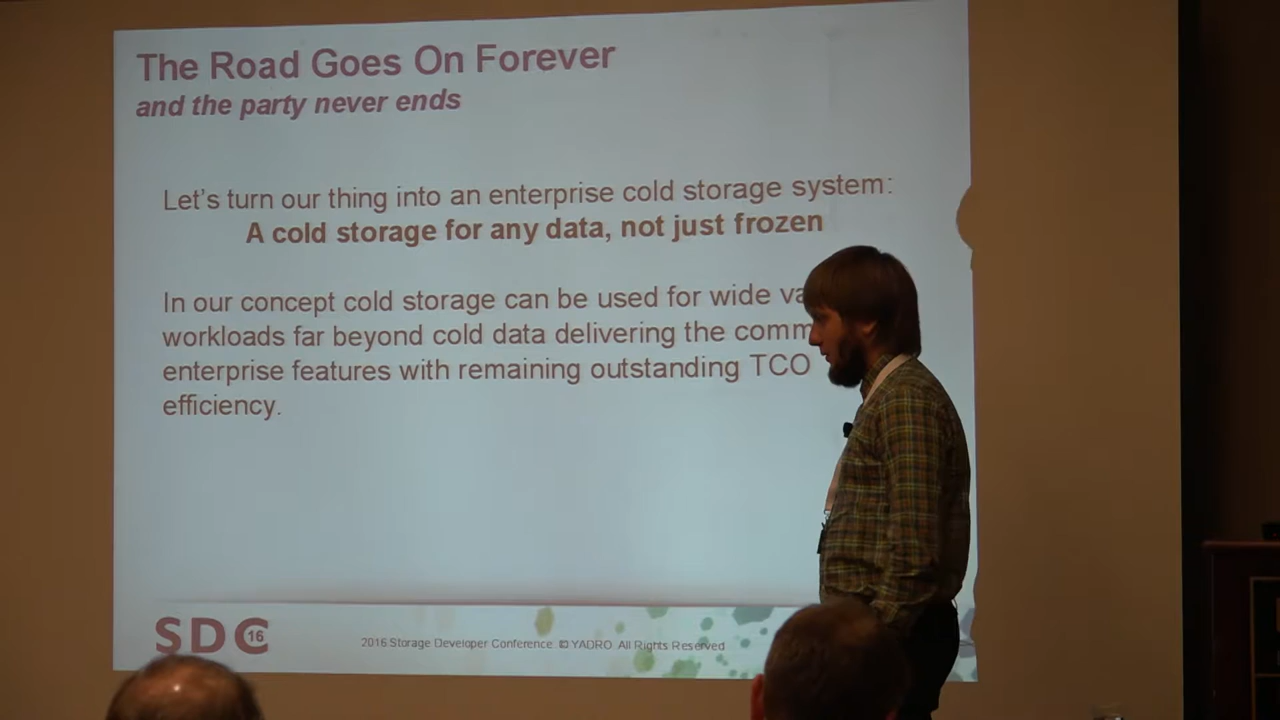 The Road Goes On Forever
and the party never ends
Let's turn our thing into an enterprise cold storage system:
A cold storage for any data, not just frozen
In our concept cold storage can be used for wide
workloads far beyond cold data delivering the
enterprise features with remaining outstanding TCO
efficiency.
SDC 16
2016 Storage Developer Conference. © YADRO. All Rights Reserved